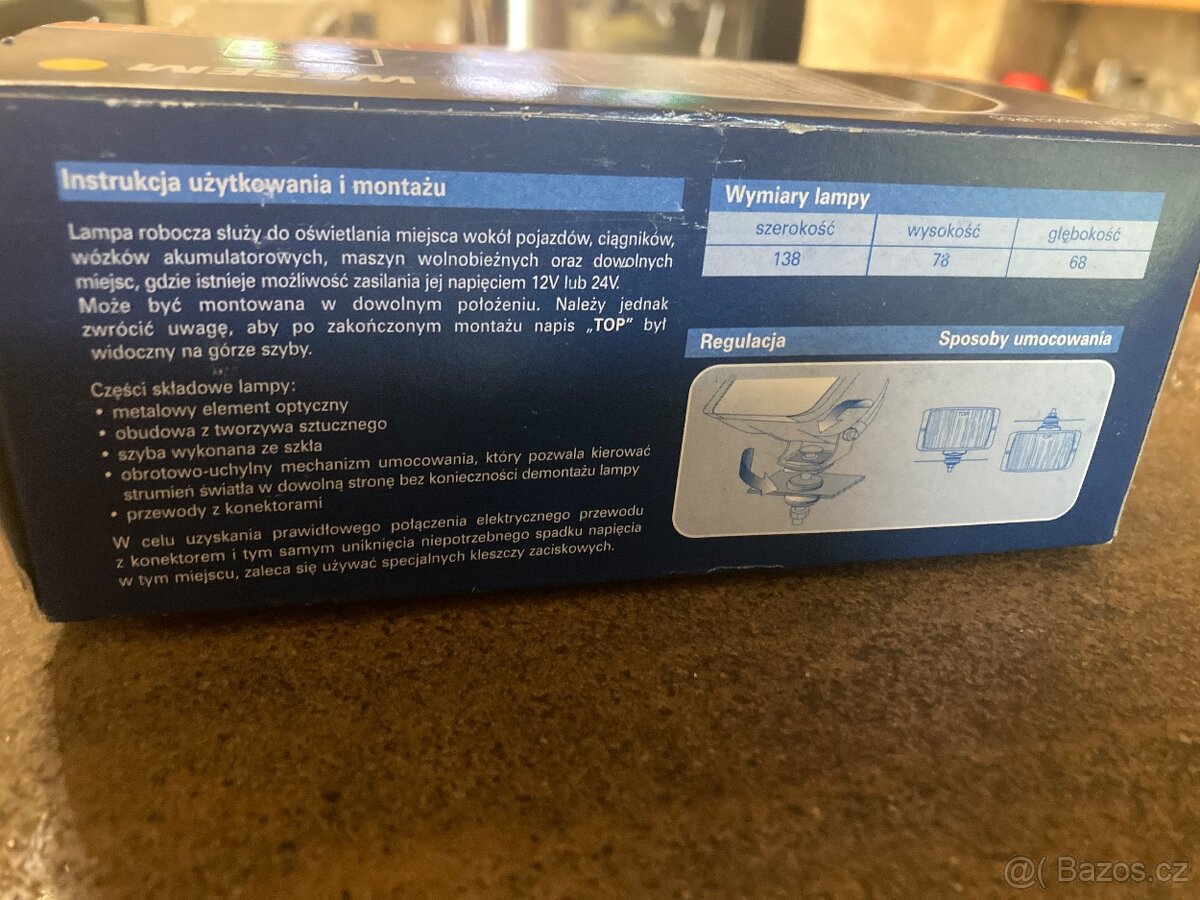 WESEM
Instrukcja użytkowania i montażu
Lampa robocza służy do oświetlania miejsca wokół pojazdów, ciągników,
wózków akumulatorowych, maszyn wolnobieżnych oraz dowolnych
miejsc, gdzie istnieje możliwość zasilania jej napięciem 12V lub 24V.
Może być montowana w dowolnym położeniu. Należy jednak
zwrócić uwagę, aby po zakończonym montażu napis „TOP” był
widoczny na górze szyby.
Części składowe lampy:
• metalowy element optyczny
• obudowa z tworzywa sztucznego
• szyba wykonana ze szkła
• obrotowo-uchylny mechanizm umocowania, który pozwala kierować
strumień światła w dowolną stronę bez konieczności demontażu lampy
• przewody z konektorami
W celu uzyskania prawidłowego połączenia elektrycznego przewodu
z konektorem i tym samym uniknięcia niepotrzebnego spadku napięcia
w tym miejscu, zaleca się używać specjalnych kleszczy zaciskowych.
Wymiary lampy
szerokość wysokość głębokość
138 78 68
Regulacja Sposoby umocowania
TOP
TOP
@( Bazos.cz